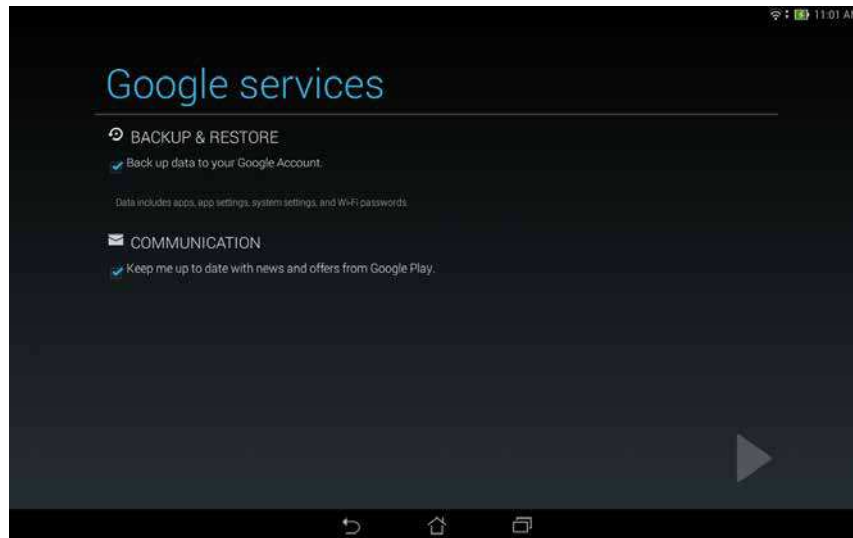 11:01 AM
Google services
BACKUP & RESTORE
Back up data to your Google Account.
Data includes apps, app settings, system settings, and Wi-Fi passwords.
COMMUNICATION
Keep me up to date with news and offers from Google Play.